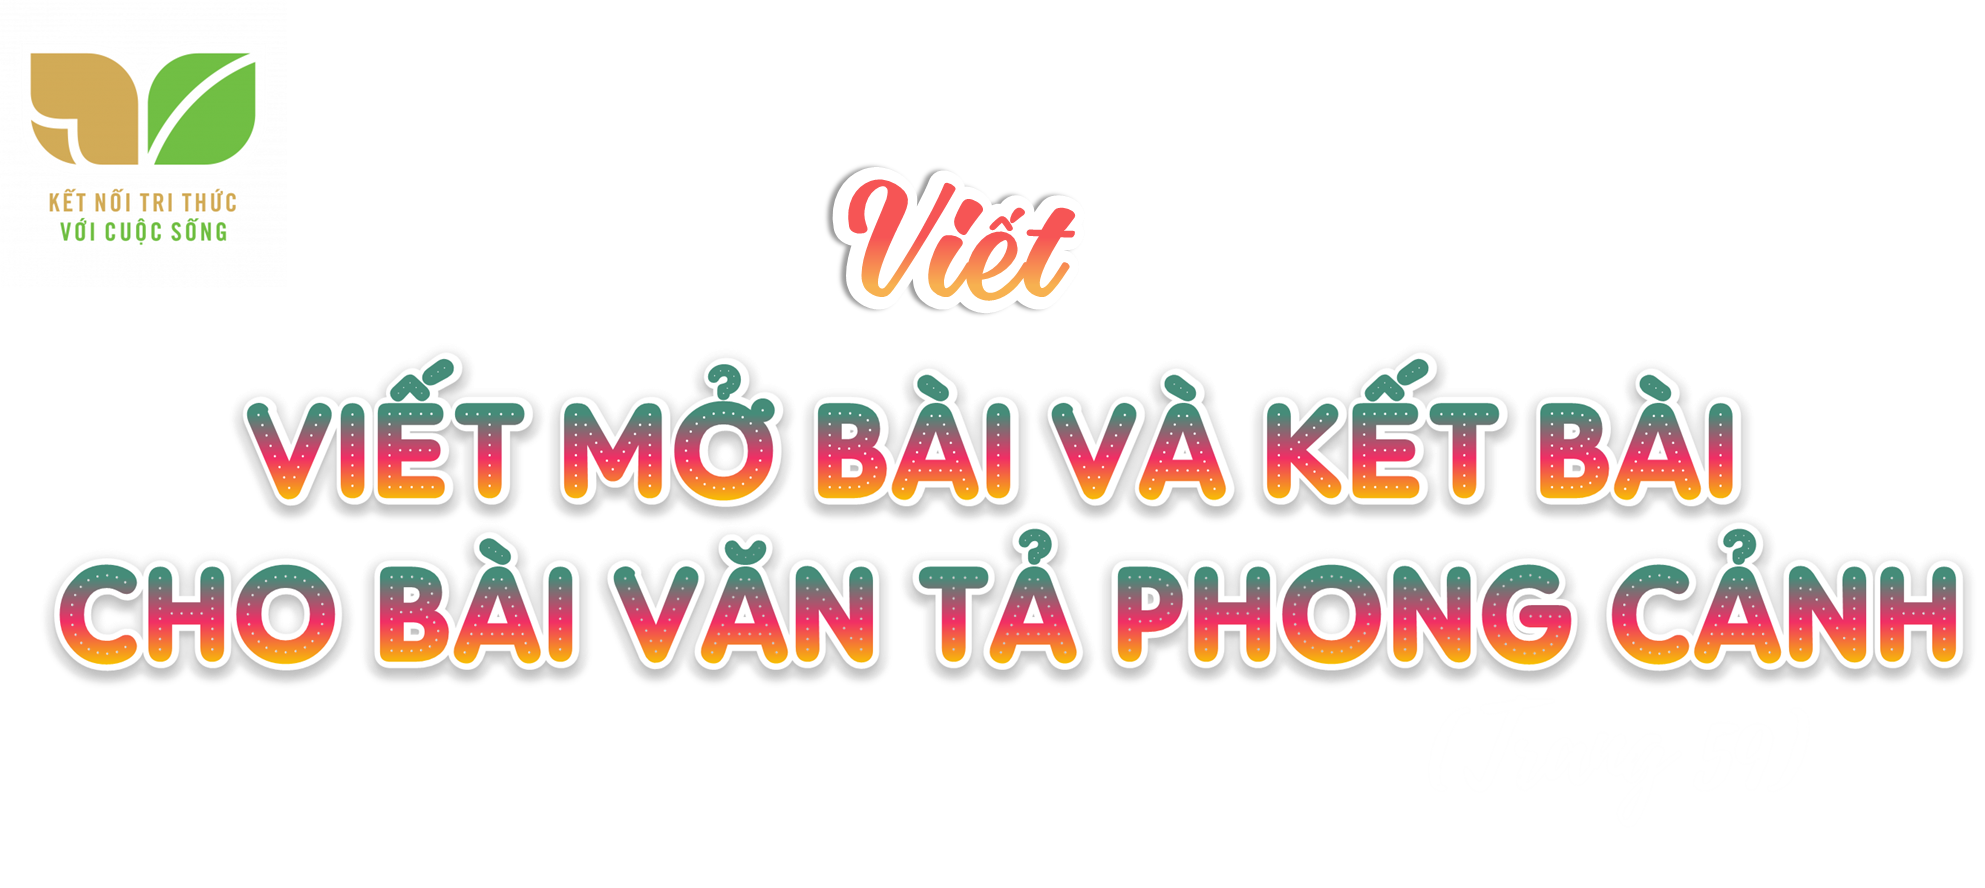 KẾT NỐI TRI THỨC
VỚI CUỘC SỐNG
Viết
VIẾT MỞ BÀI VÀ KẾT BÀI
CHO BÀI VĂN TẢ PHONG CẢNH